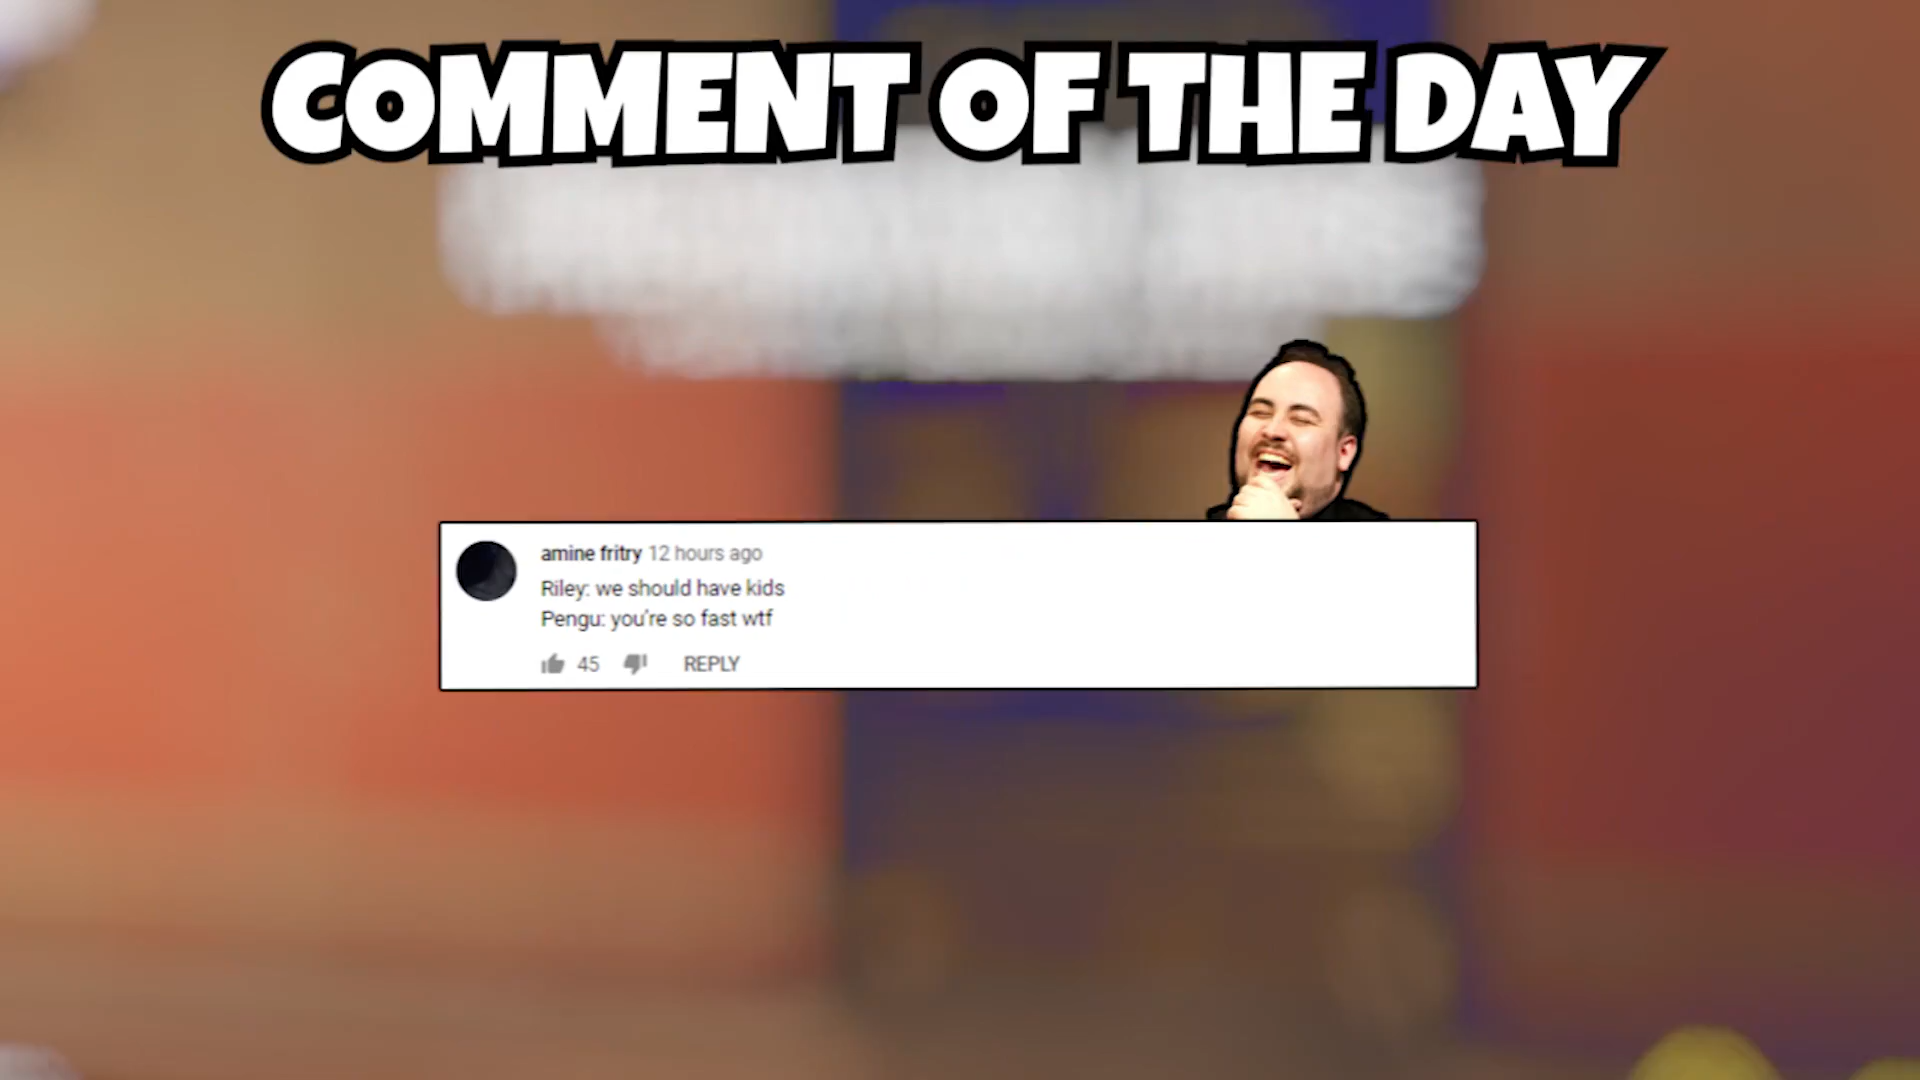 COMMENT OF THE DAY
amine fritry 12 hours ago
Riley: we should have kids
Pengu: you're so fast wtf
45 REPLY